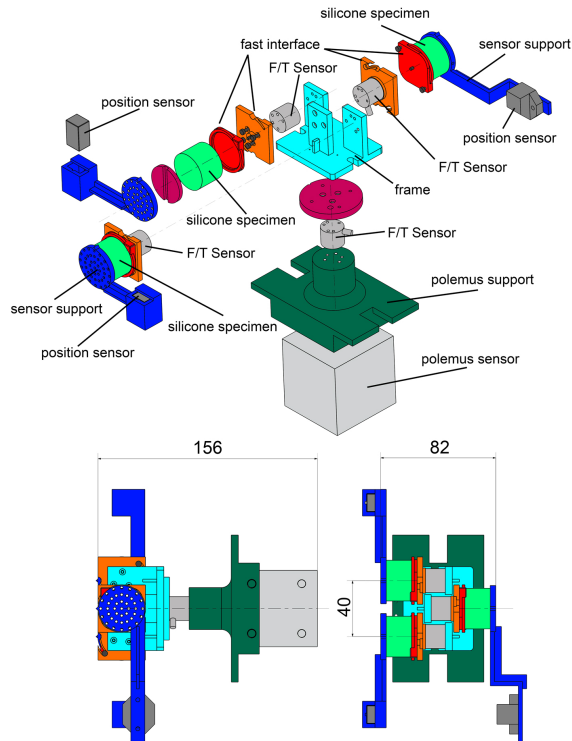 silicone specimen
fast interface
sensor support
F/T Sensor
position sensor
position sensor
F/T Sensor
frame
silicone specimen
F/T Sensor
F/T Sensor
polemus support
sensor support
silicone specimen
position sensor
polemus sensor
156
82
40